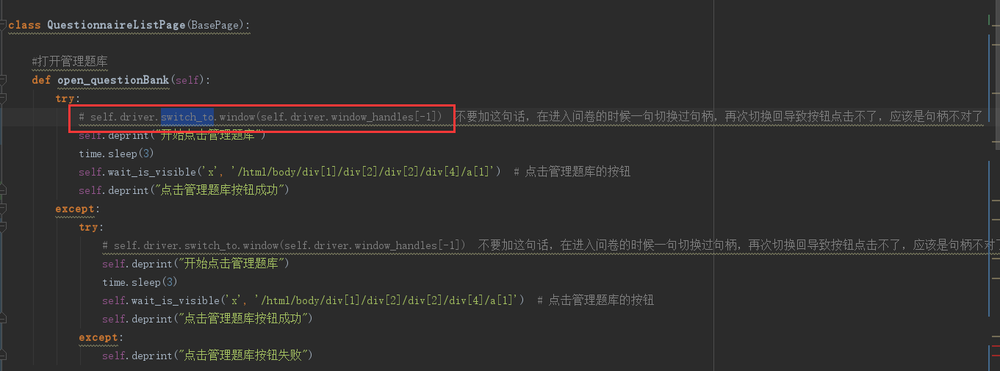 class QuestionnaireListPage(BasePage):
#打开管理题库
def open_questionBank(self):
try:
# self.driver.switch_to.window(self.driver.window_handles[-1])  不要加这句话，在进入问卷的时候一句切换过句柄，再次切换回导致按钮点击不了，应该是句柄不对了
self.deprint("开始点击管理题库")
time.sleep(3)
self.wait_is_visible('x', '/html/body/div[1]/div[2]/div[2]/div[4]/a[1]')  # 点击管理题库的按钮
self.deprint("点击管理题库按钮成功")
except:
try:
# self.driver.switch_to.window(self.driver.window_handles[-1])  不要加这句话，在进入问卷的时候一句切换过句柄，再次切换回导致按钮点击不了，应该是句柄不对
self.deprint("开始点击管理题库")
time.sleep(3)
self.wait_is_visible('x', '/html/body/div[1]/div[2]/div[2]/div[4]/a[1]')  # 点击管理题库的按钮
self.deprint("点击管理题库按钮成功")
except:
self.deprint("点击管理题库按钮失败")